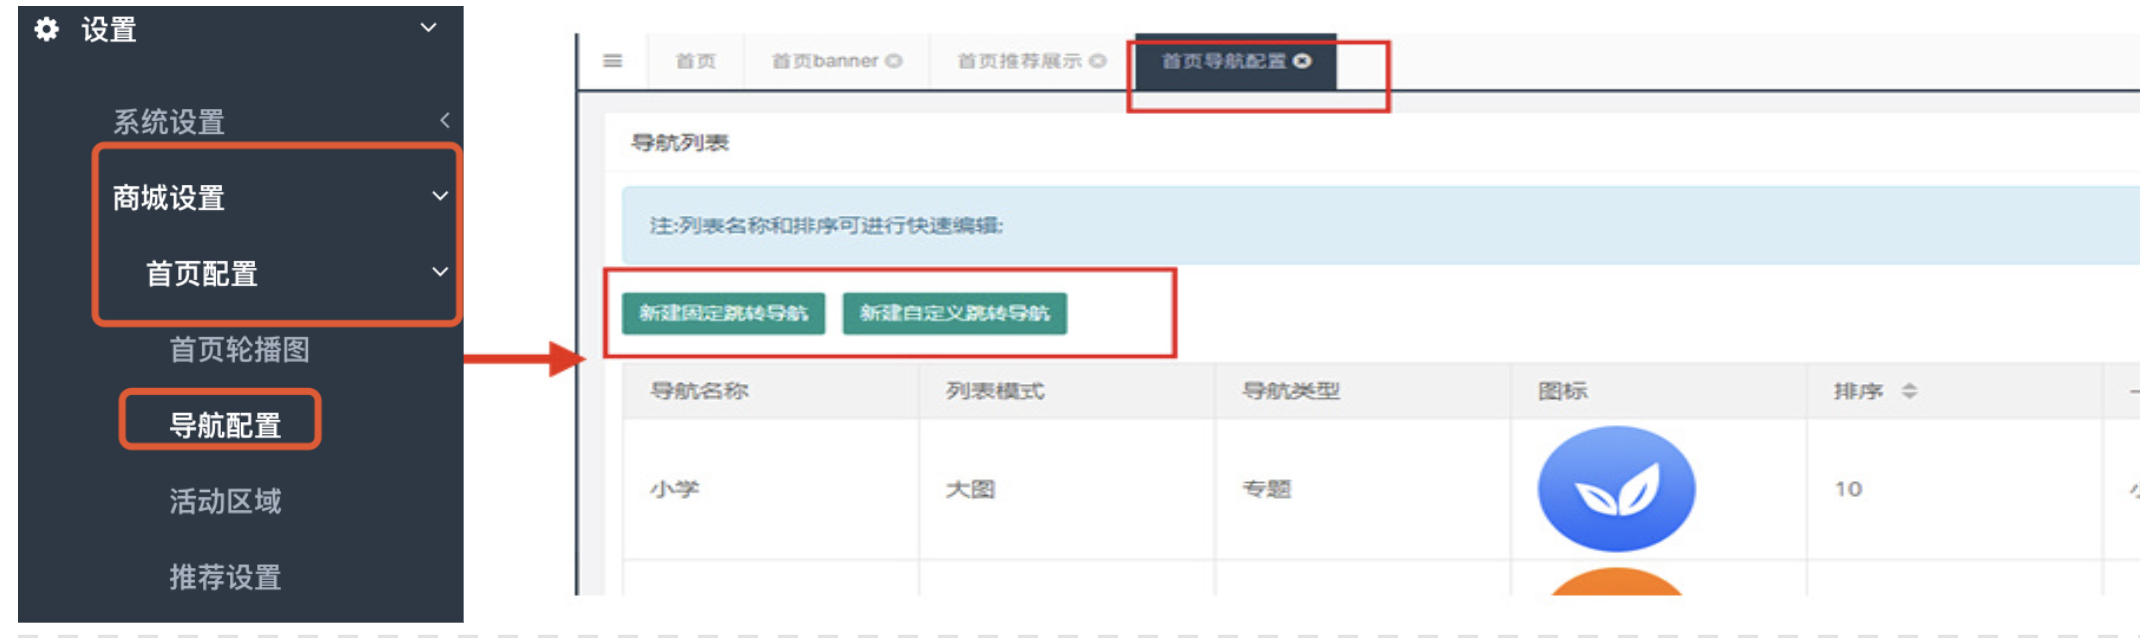 设置
系统设置
商城设置
首页配置
首页轮播图
导航配置
活动区域
推荐设置
首页 首页banner 首页推荐展示 首页导航配置
导航列表
注:列表名称和排序可进行快速编辑;
新建固定跳转导航 新建自定义跳转导航
导航名称 列表模式 导航类型 图标 排序
小学 大图 专题 10